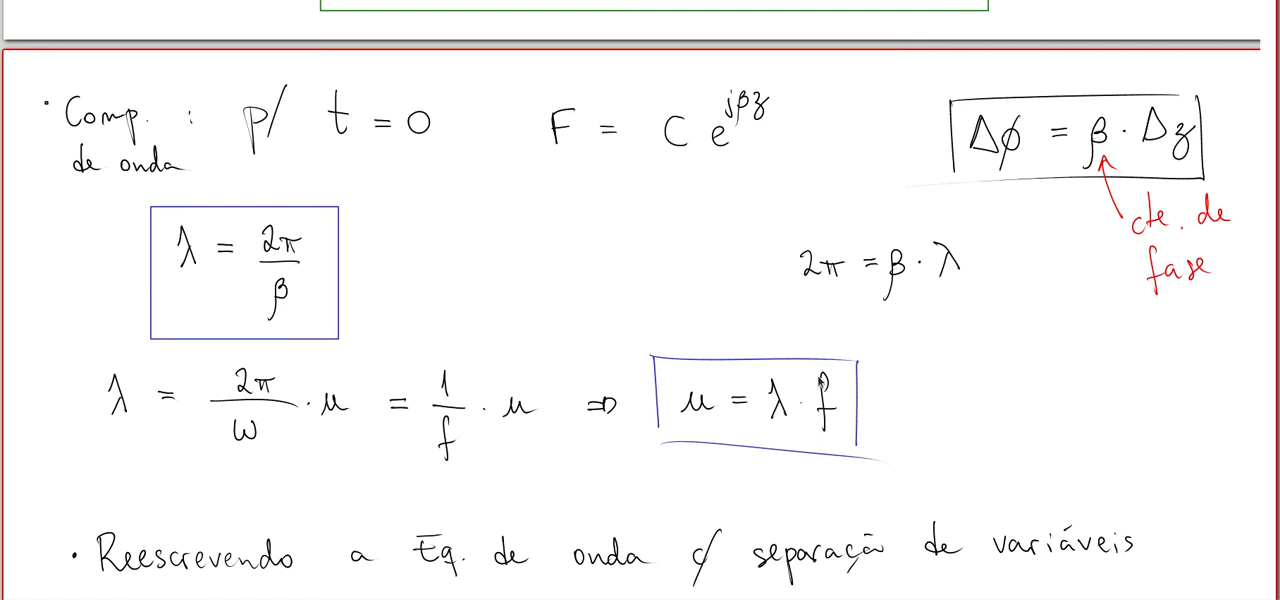 · Comp. : p/ t = 0 F = C e^{jβz} Δϕ = β · Δz
de onda
cte. de
fase
λ = 2π/β 2π = β · λ
λ = 2π/ω · u = 1/f · u ⇒ u = λ · f
· Reescrevendo a Eq. de onda c/ separação de variáveis